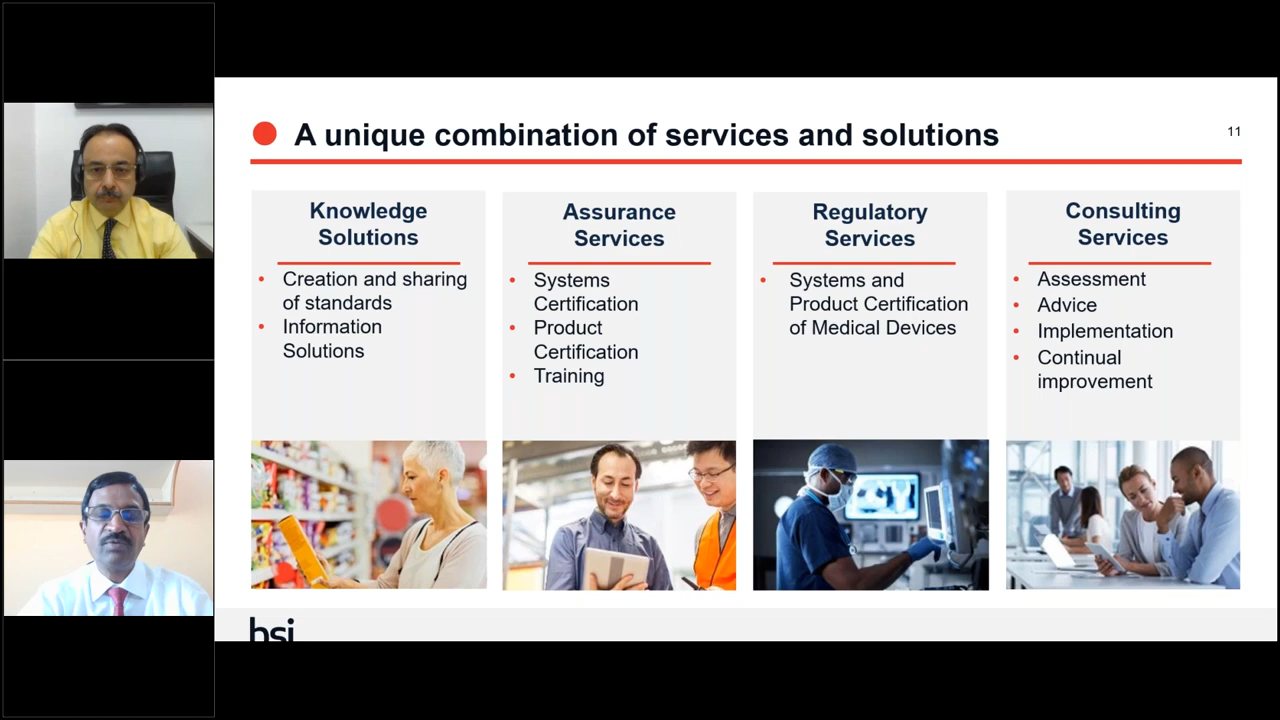 A unique combination of services and solutions
11
Knowledge
Solutions
• Creation and sharing
of standards
• Information
Solutions
Assurance
Services
• Systems
Certification
• Product
Certification
• Training
Regulatory
Services
• Systems and
Product Certification
of Medical Devices
Consulting
Services
• Assessment
• Advice
• Implementation
• Continual
improvement
bsi